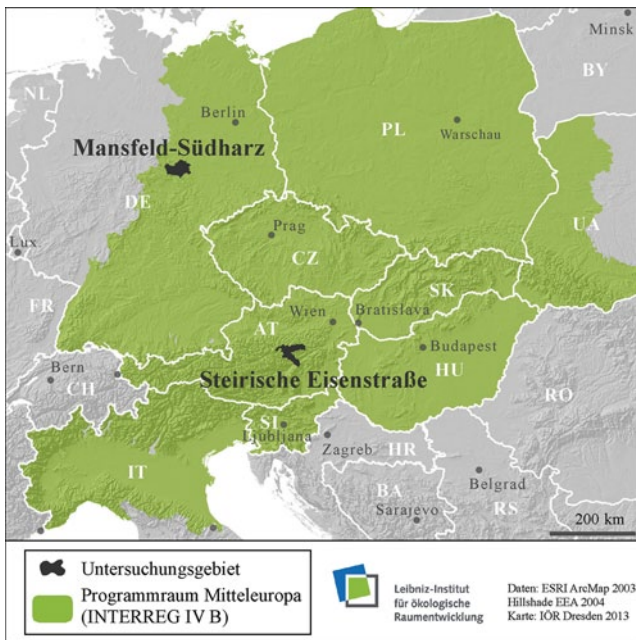 Minsk
BY
NL
Berlin
PL
Warschau
Mansfeld-Südharz
DE
UA
Lux
Prag
CZ
SK
FR
Wien
Bratislava
AT
Budapest
Bern
Steirische Eisenstraße
HU
CH
RO
SI
Ljubljana
Zagreb
HR
IT
Belgrad
BA
Sarajevo
RS
200 km
Untersuchungsgebiet
Programmraum Mitteleuropa
(INTERREG IV B)
Leibniz-Institut
für ökologische
Raumentwicklung
Daten: ESRI ArcMap 2003
Hillshade EEA 2004
Karte: IÖR Dresden 2013